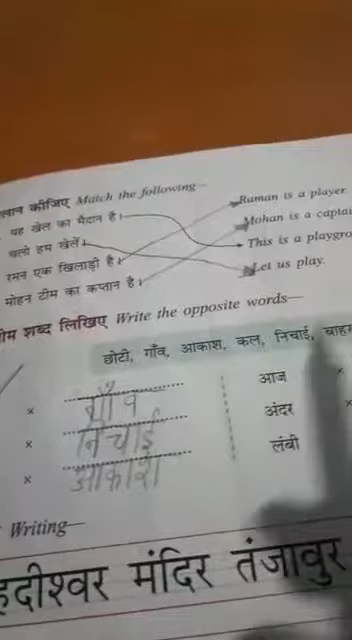 लान कीजिए Match the following—
यह खेल का मैदान है।
Raman is a player
चलो हम खेलें।
Mohan is a captai
रमन एक खिलाड़ी है।
This is a playgro
मोहन टीम का कप्तान है।
Let us play.
ोम शब्द लिखिए Write the opposite words—
छोटी, गाँव, आकाश, कल, निचाई, बाहर
× गाँव आज ×
× निचाई अंदर ×
× आकाश लंबी
Writing—
हदीश्वर मंदिर तंजावुर